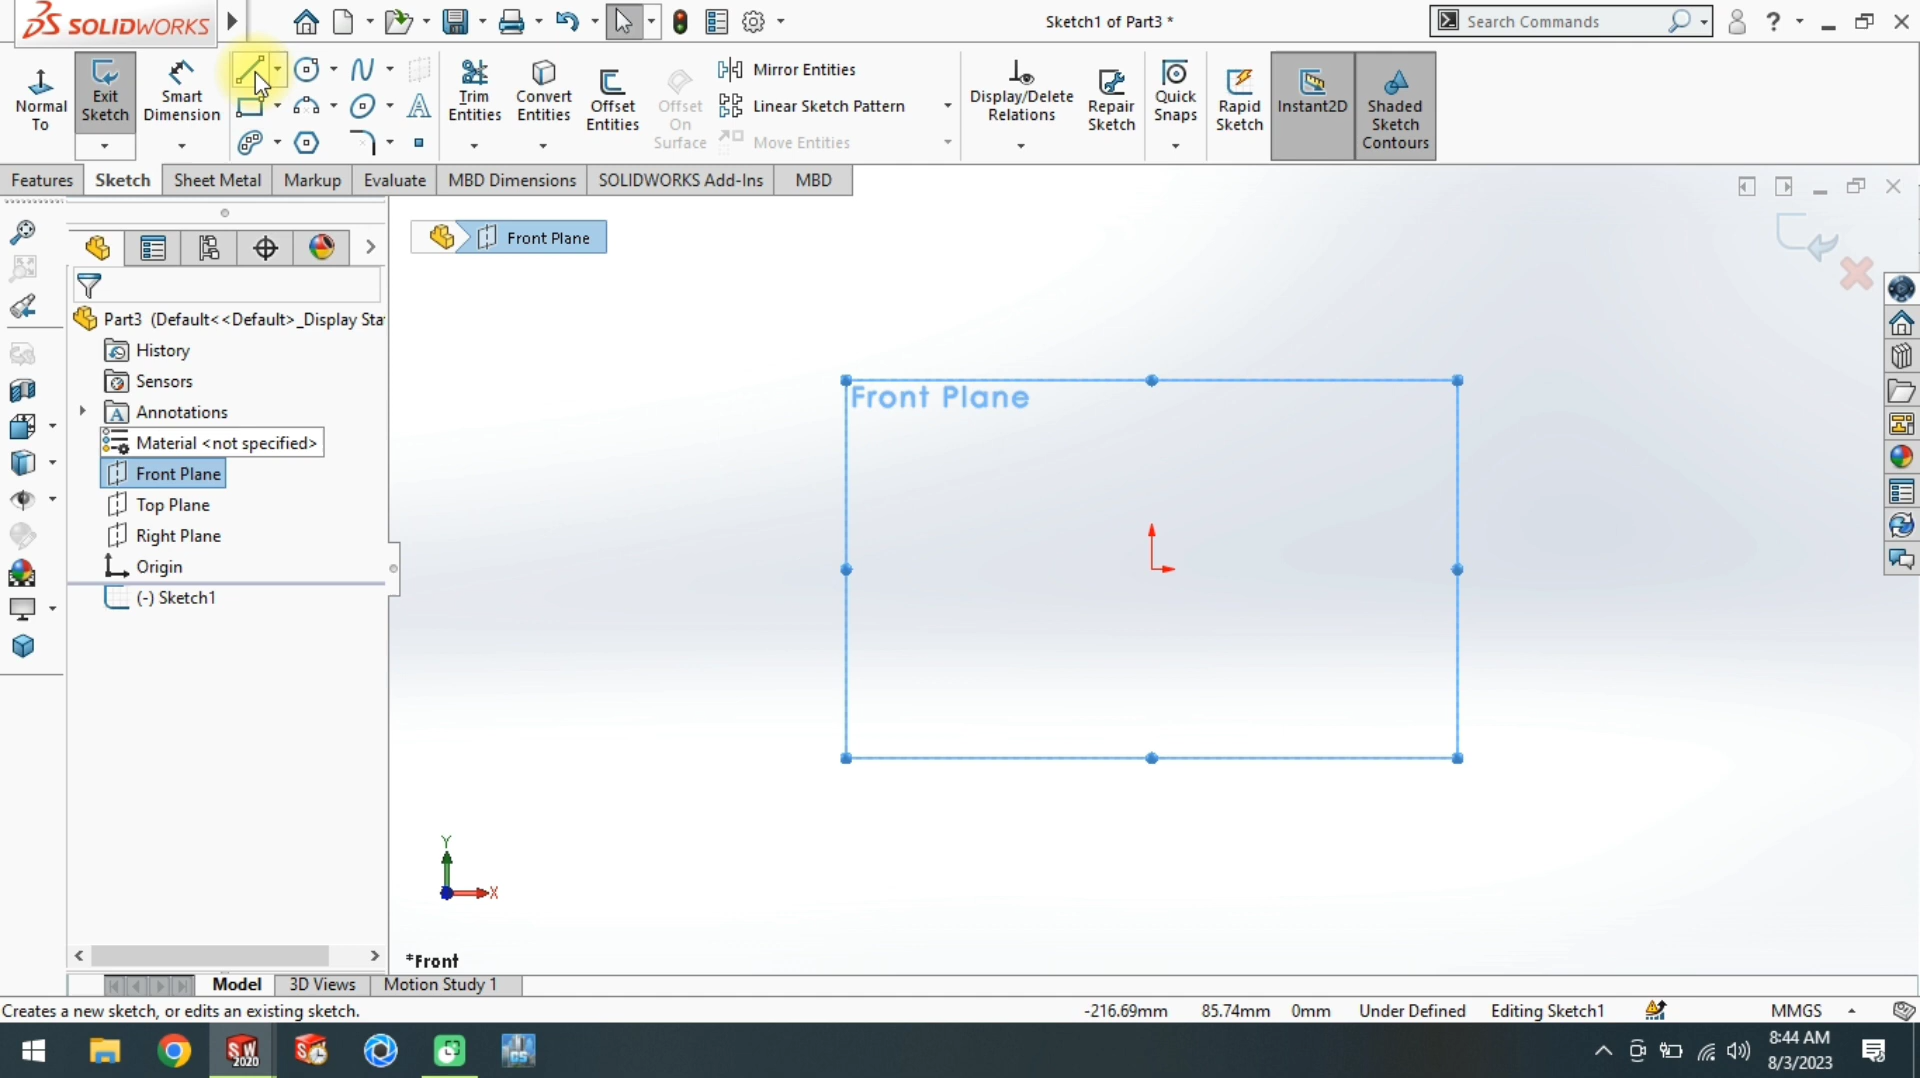 SOLIDWORKS
Sketch1 of Part3 *
Search Commands
?
Normal To
Exit Sketch
Smart Dimension
Trim Entities
Convert Entities
Offset Entities
Offset On Surface
Mirror Entities
Linear Sketch Pattern
Move Entities
Display/Delete Relations
Repair Sketch
Quick Snaps
Rapid Sketch
Instant2D
Shaded Sketch Contours
Features
Sketch
Sheet Metal
Markup
Evaluate
MBD Dimensions
SOLIDWORKS Add-Ins
MBD
Front Plane
Part3 (Default<<Default>_Display Sta
History
Sensors
Annotations
Material <not specified>
Front Plane
Top Plane
Right Plane
Origin
(-) Sketch1
Front Plane
Y
X
*Front
Model
3D Views
Motion Study 1
Creates a new sketch, or edits an existing sketch.
-216.69mm
85.74mm
0mm
Under Defined
Editing Sketch1
MMGS
SW
2020
8:44 AM
8/3/2023